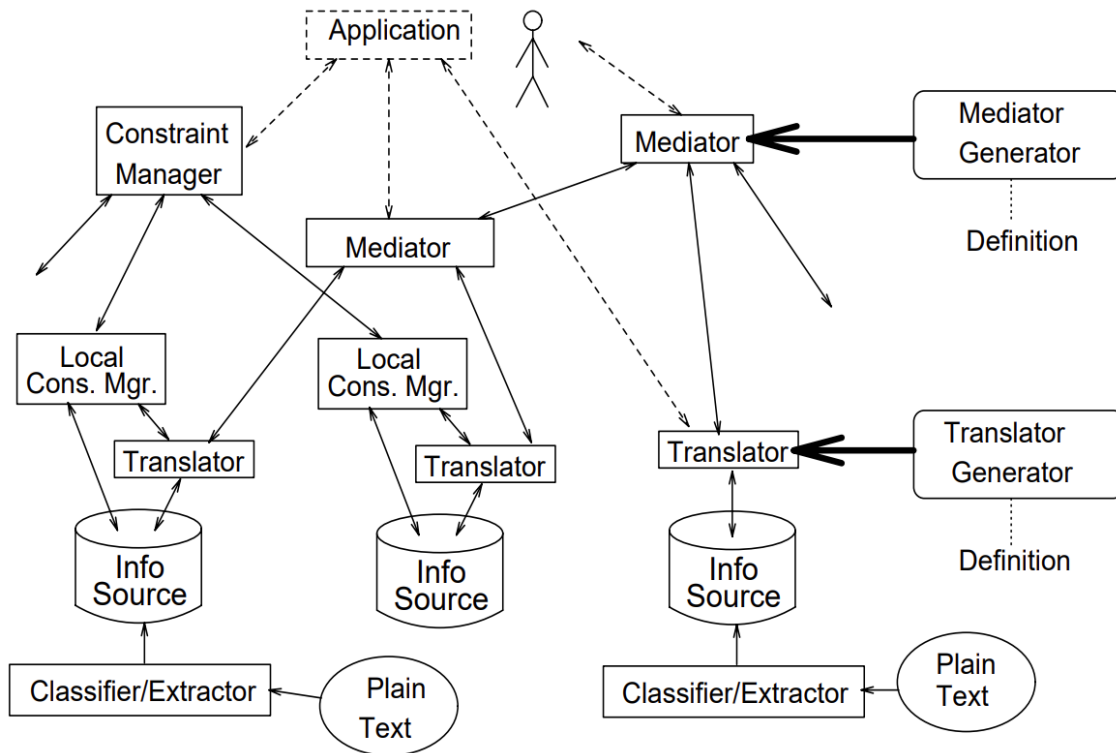 Application
Constraint
Manager
Mediator
Mediator
Generator
Mediator
Definition
Local
Cons. Mgr.
Local
Cons. Mgr.
Translator
Translator
Translator
Translator
Generator
Info
Source
Info
Source
Info
Source
Definition
Classifier/Extractor
Plain
Text
Classifier/Extractor
Plain
Text